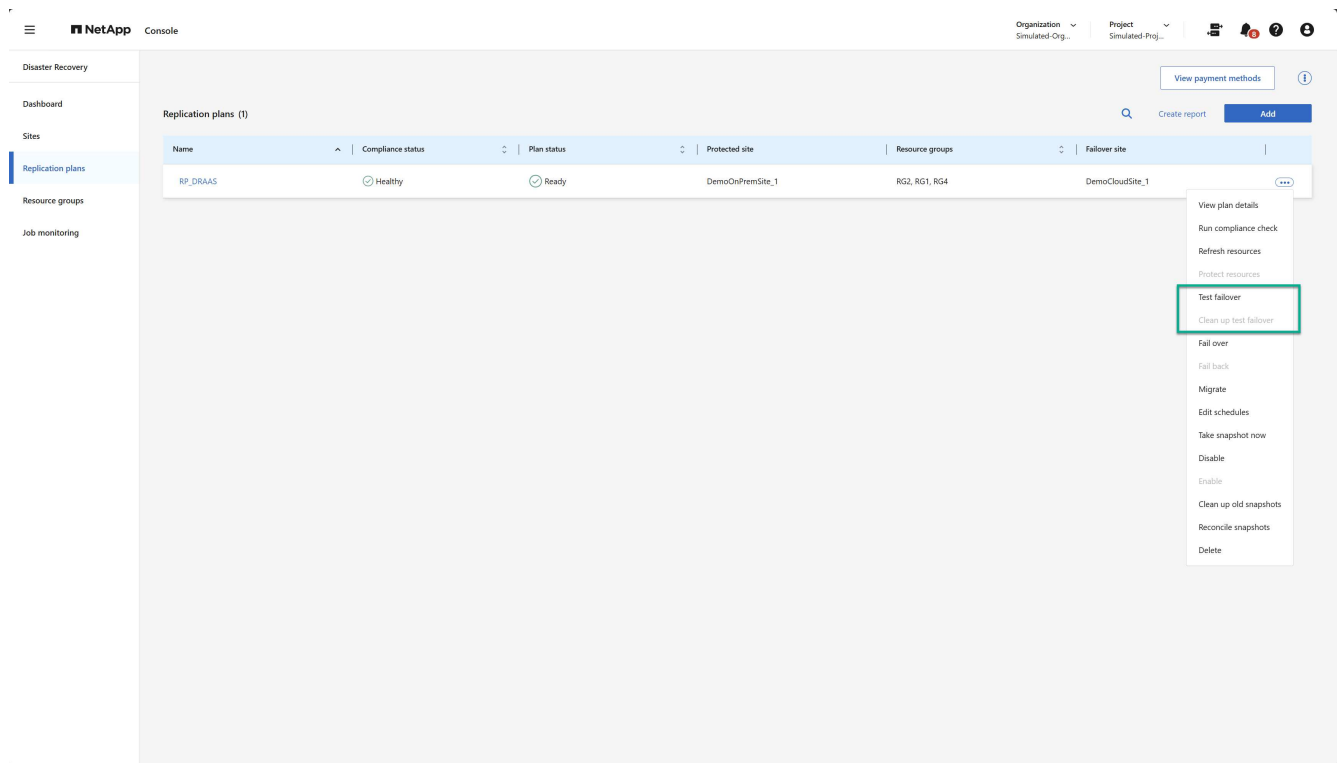 NetApp Console
Organization
Simulated-Org...
Project
Simulated-Proj...
8
Disaster Recovery
Dashboard
Sites
Replication plans
Resource groups
Job monitoring
View payment methods
Replication plans (1)
Create report
Add
Name Compliance status Plan status Protected site Resource groups Failover site
RP_DRAAS Healthy Ready DemoOnPremSite_1 RG2, RG1, RG4 DemoCloudSite_1
View plan details
Run compliance check
Refresh resources
Protect resources
Test failover
Clean up test failover
Fail over
Fail back
Migrate
Edit schedules
Take snapshot now
Disable
Enable
Clean up old snapshots
Reconcile snapshots
Delete